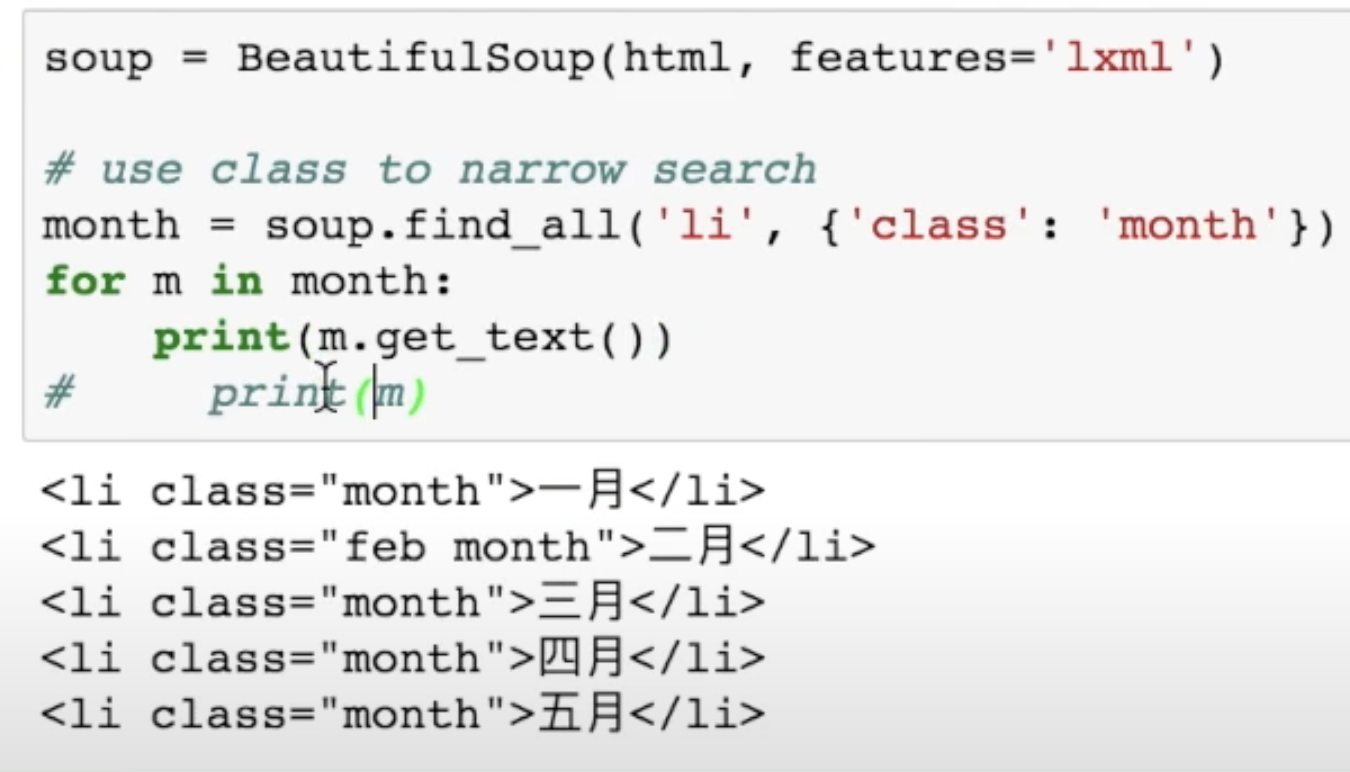 soup = BeautifulSoup(html, features='lxml')
# use class to narrow search
month = soup.find_all('li', {'class': 'month'})
for m in month:
    print(m.get_text())
#     print(m)
<li class="month">一月</li>
<li class="feb month">二月</li>
<li class="month">三月</li>
<li class="month">四月</li>
<li class="month">五月</li>